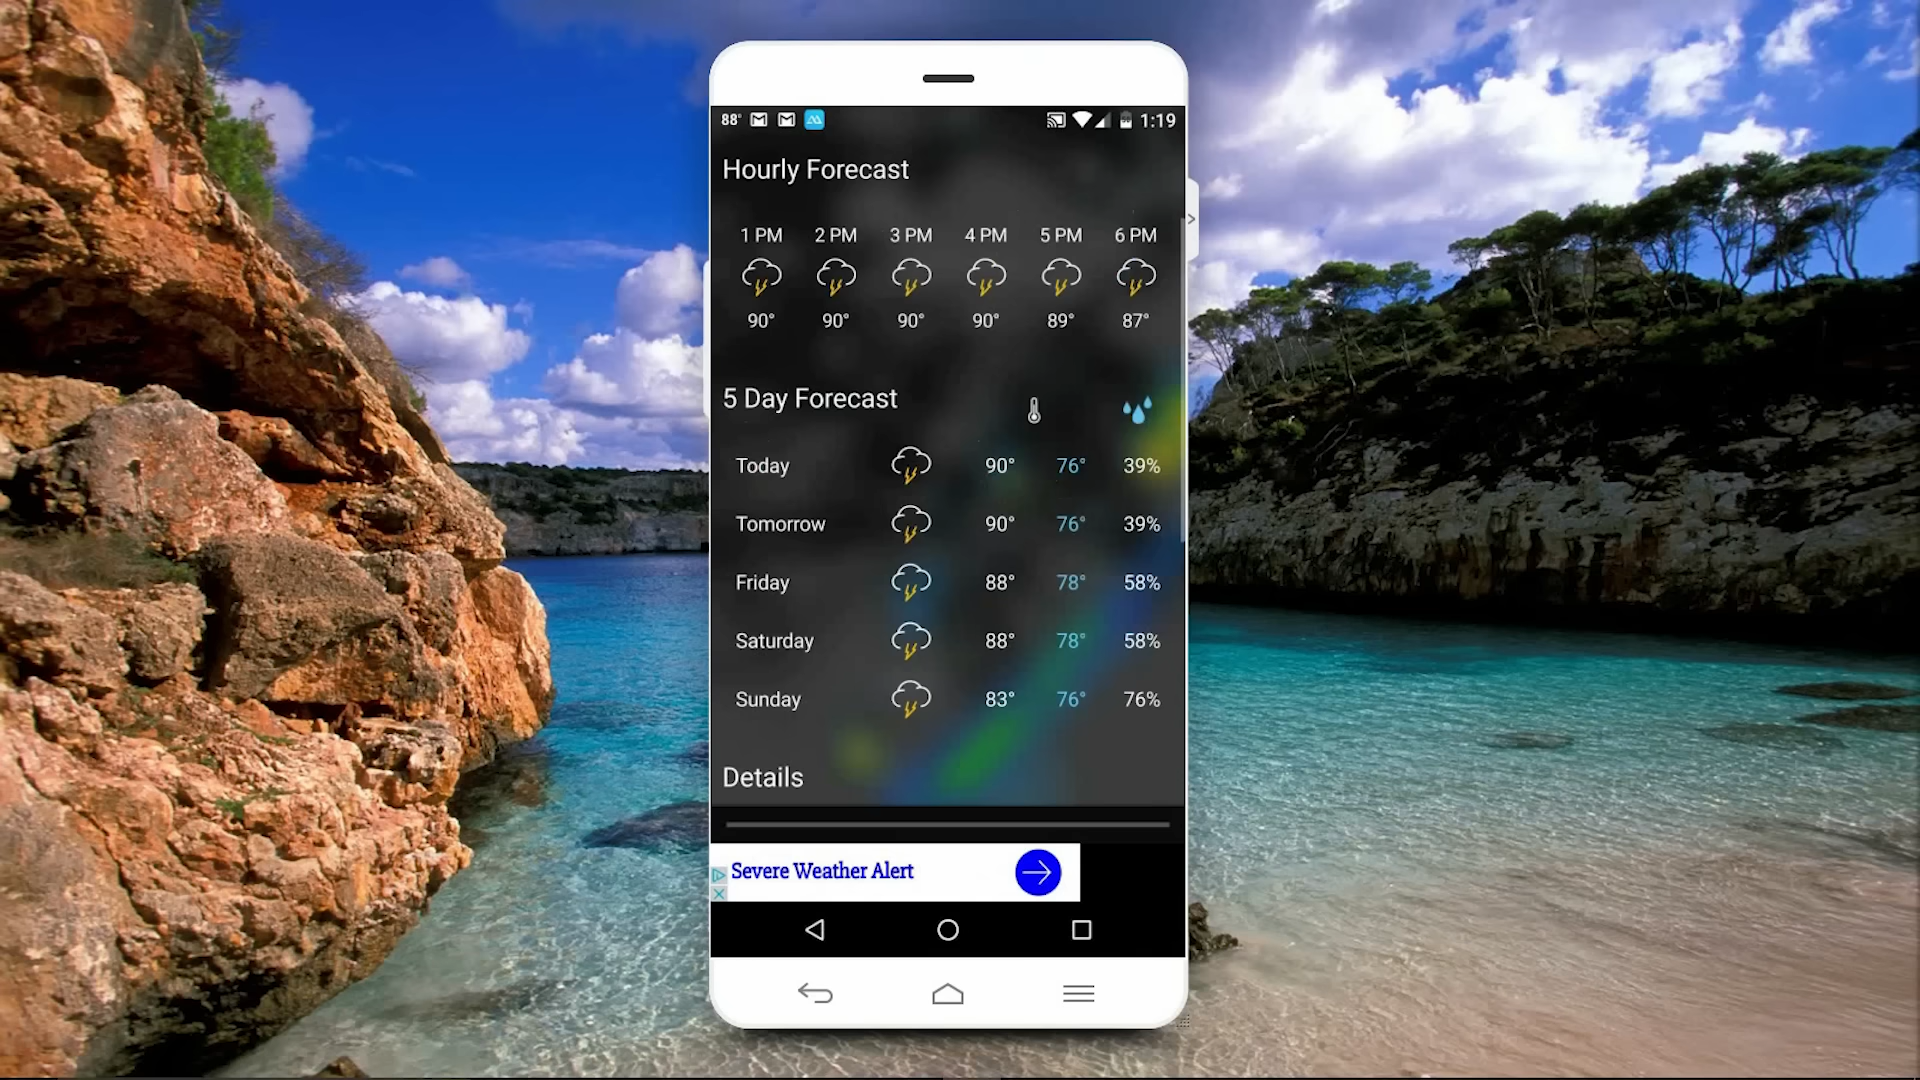 88° 1:19
Hourly Forecast
1 PM 2 PM 3 PM 4 PM 5 PM 6 PM
90° 90° 90° 90° 89° 87°
5 Day Forecast
Today 90° 76° 39%
Tomorrow 90° 76° 39%
Friday 88° 78° 58%
Saturday 88° 78° 58%
Sunday 83° 76° 76%
Details
Severe Weather Alert